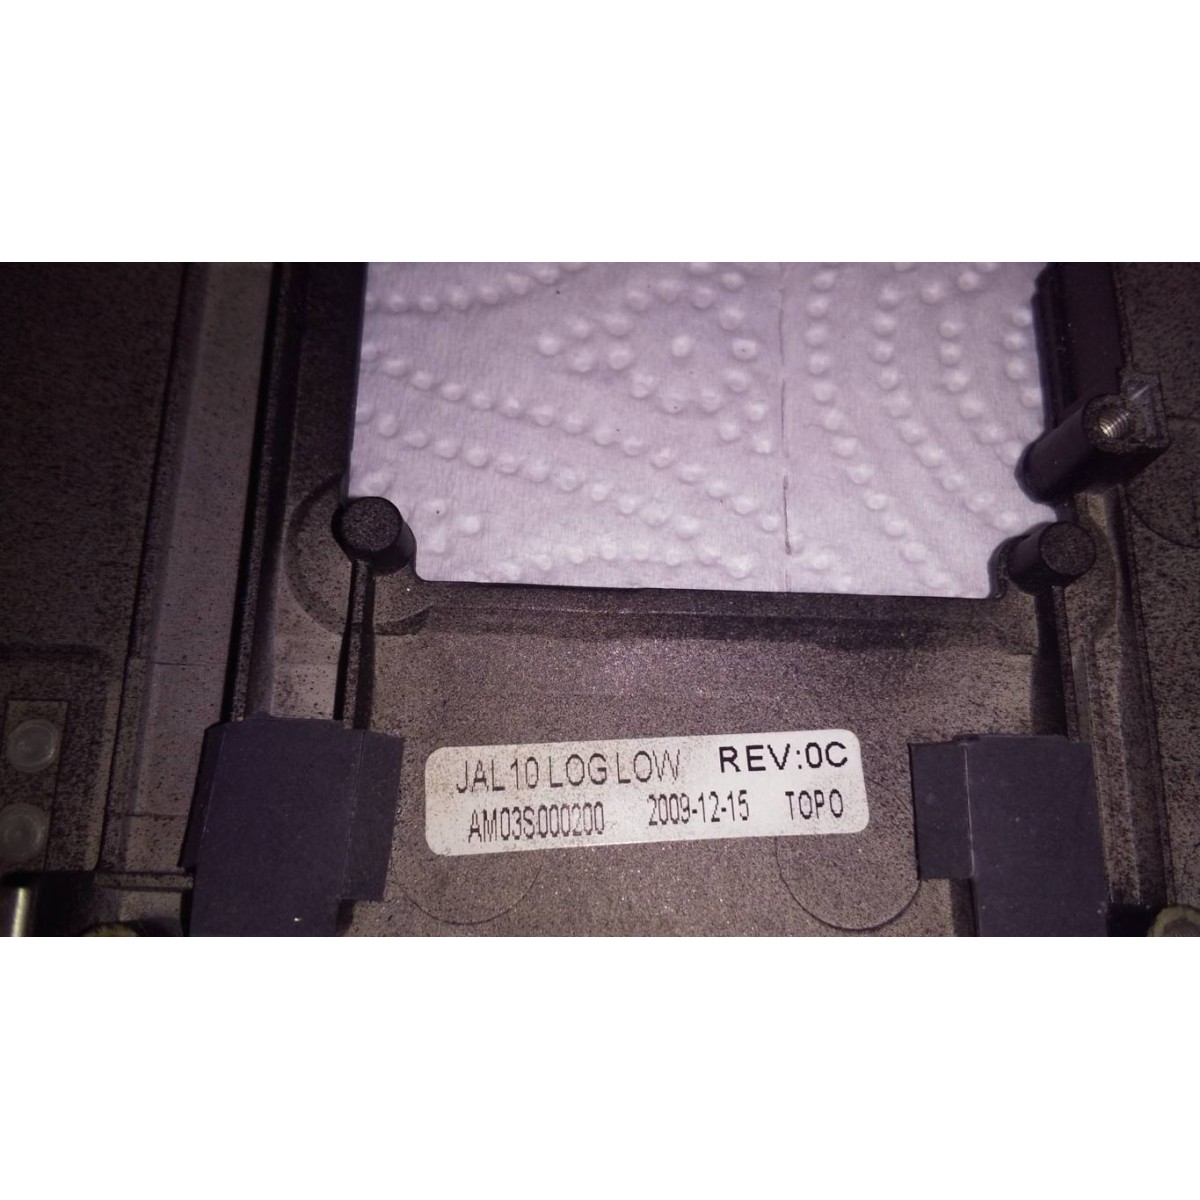 JAL10 LOG LOW REV:0C
AM03S000200 2009-12-15 TOPO